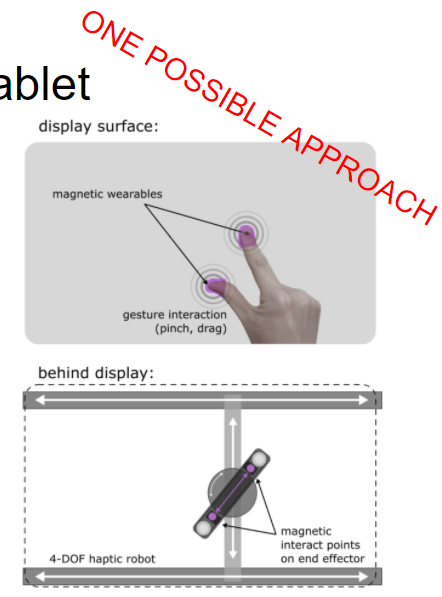 ONE POSSIBLE APPROACH
ablet
display surface:
magnetic wearables
gesture interaction
(pinch, drag)
behind display:
magnetic
interact points
on end effector
4-DOF haptic robot